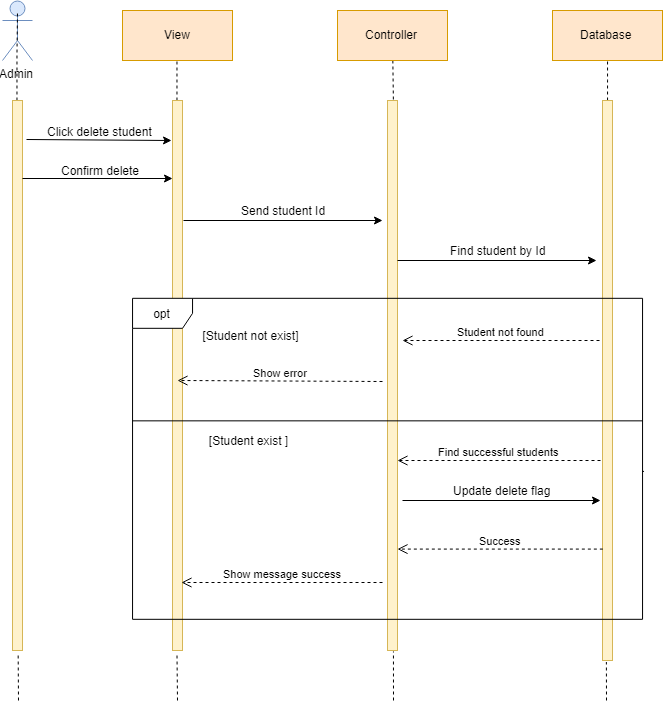 Admin
View
Controller
Database
Click delete student
Confirm delete
Send student Id
Find student by Id
opt
[Student not exist]
Student not found
Show error
[Student exist ]
Find successful students
Update delete flag
Success
Show message success